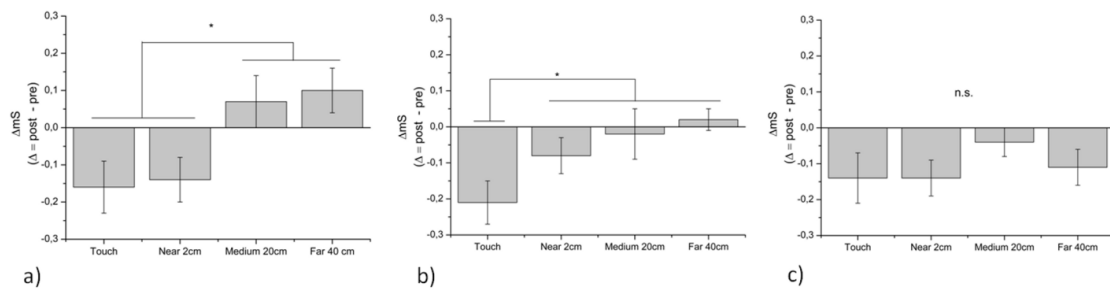 0,3
0,2
0,1
0,0
-0,1
-0,2
-0,3
ΔmS
(Δ = post - pre)
*
Touch
Near 2cm
Medium 20cm
Far 40 cm
a)
0,3
0,2
0,1
0,0
-0,1
-0,2
-0,3
ΔmS
(Δ = post - pre)
*
Touch
Near 2cm
Medium 20cm
Far 40cm
b)
0,3
0,2
0,1
0,0
-0,1
-0,2
-0,3
ΔmS
(Δ = post - pre)
n.s.
Touch
Near 2cm
Medium 20cm
Far 40cm
c)